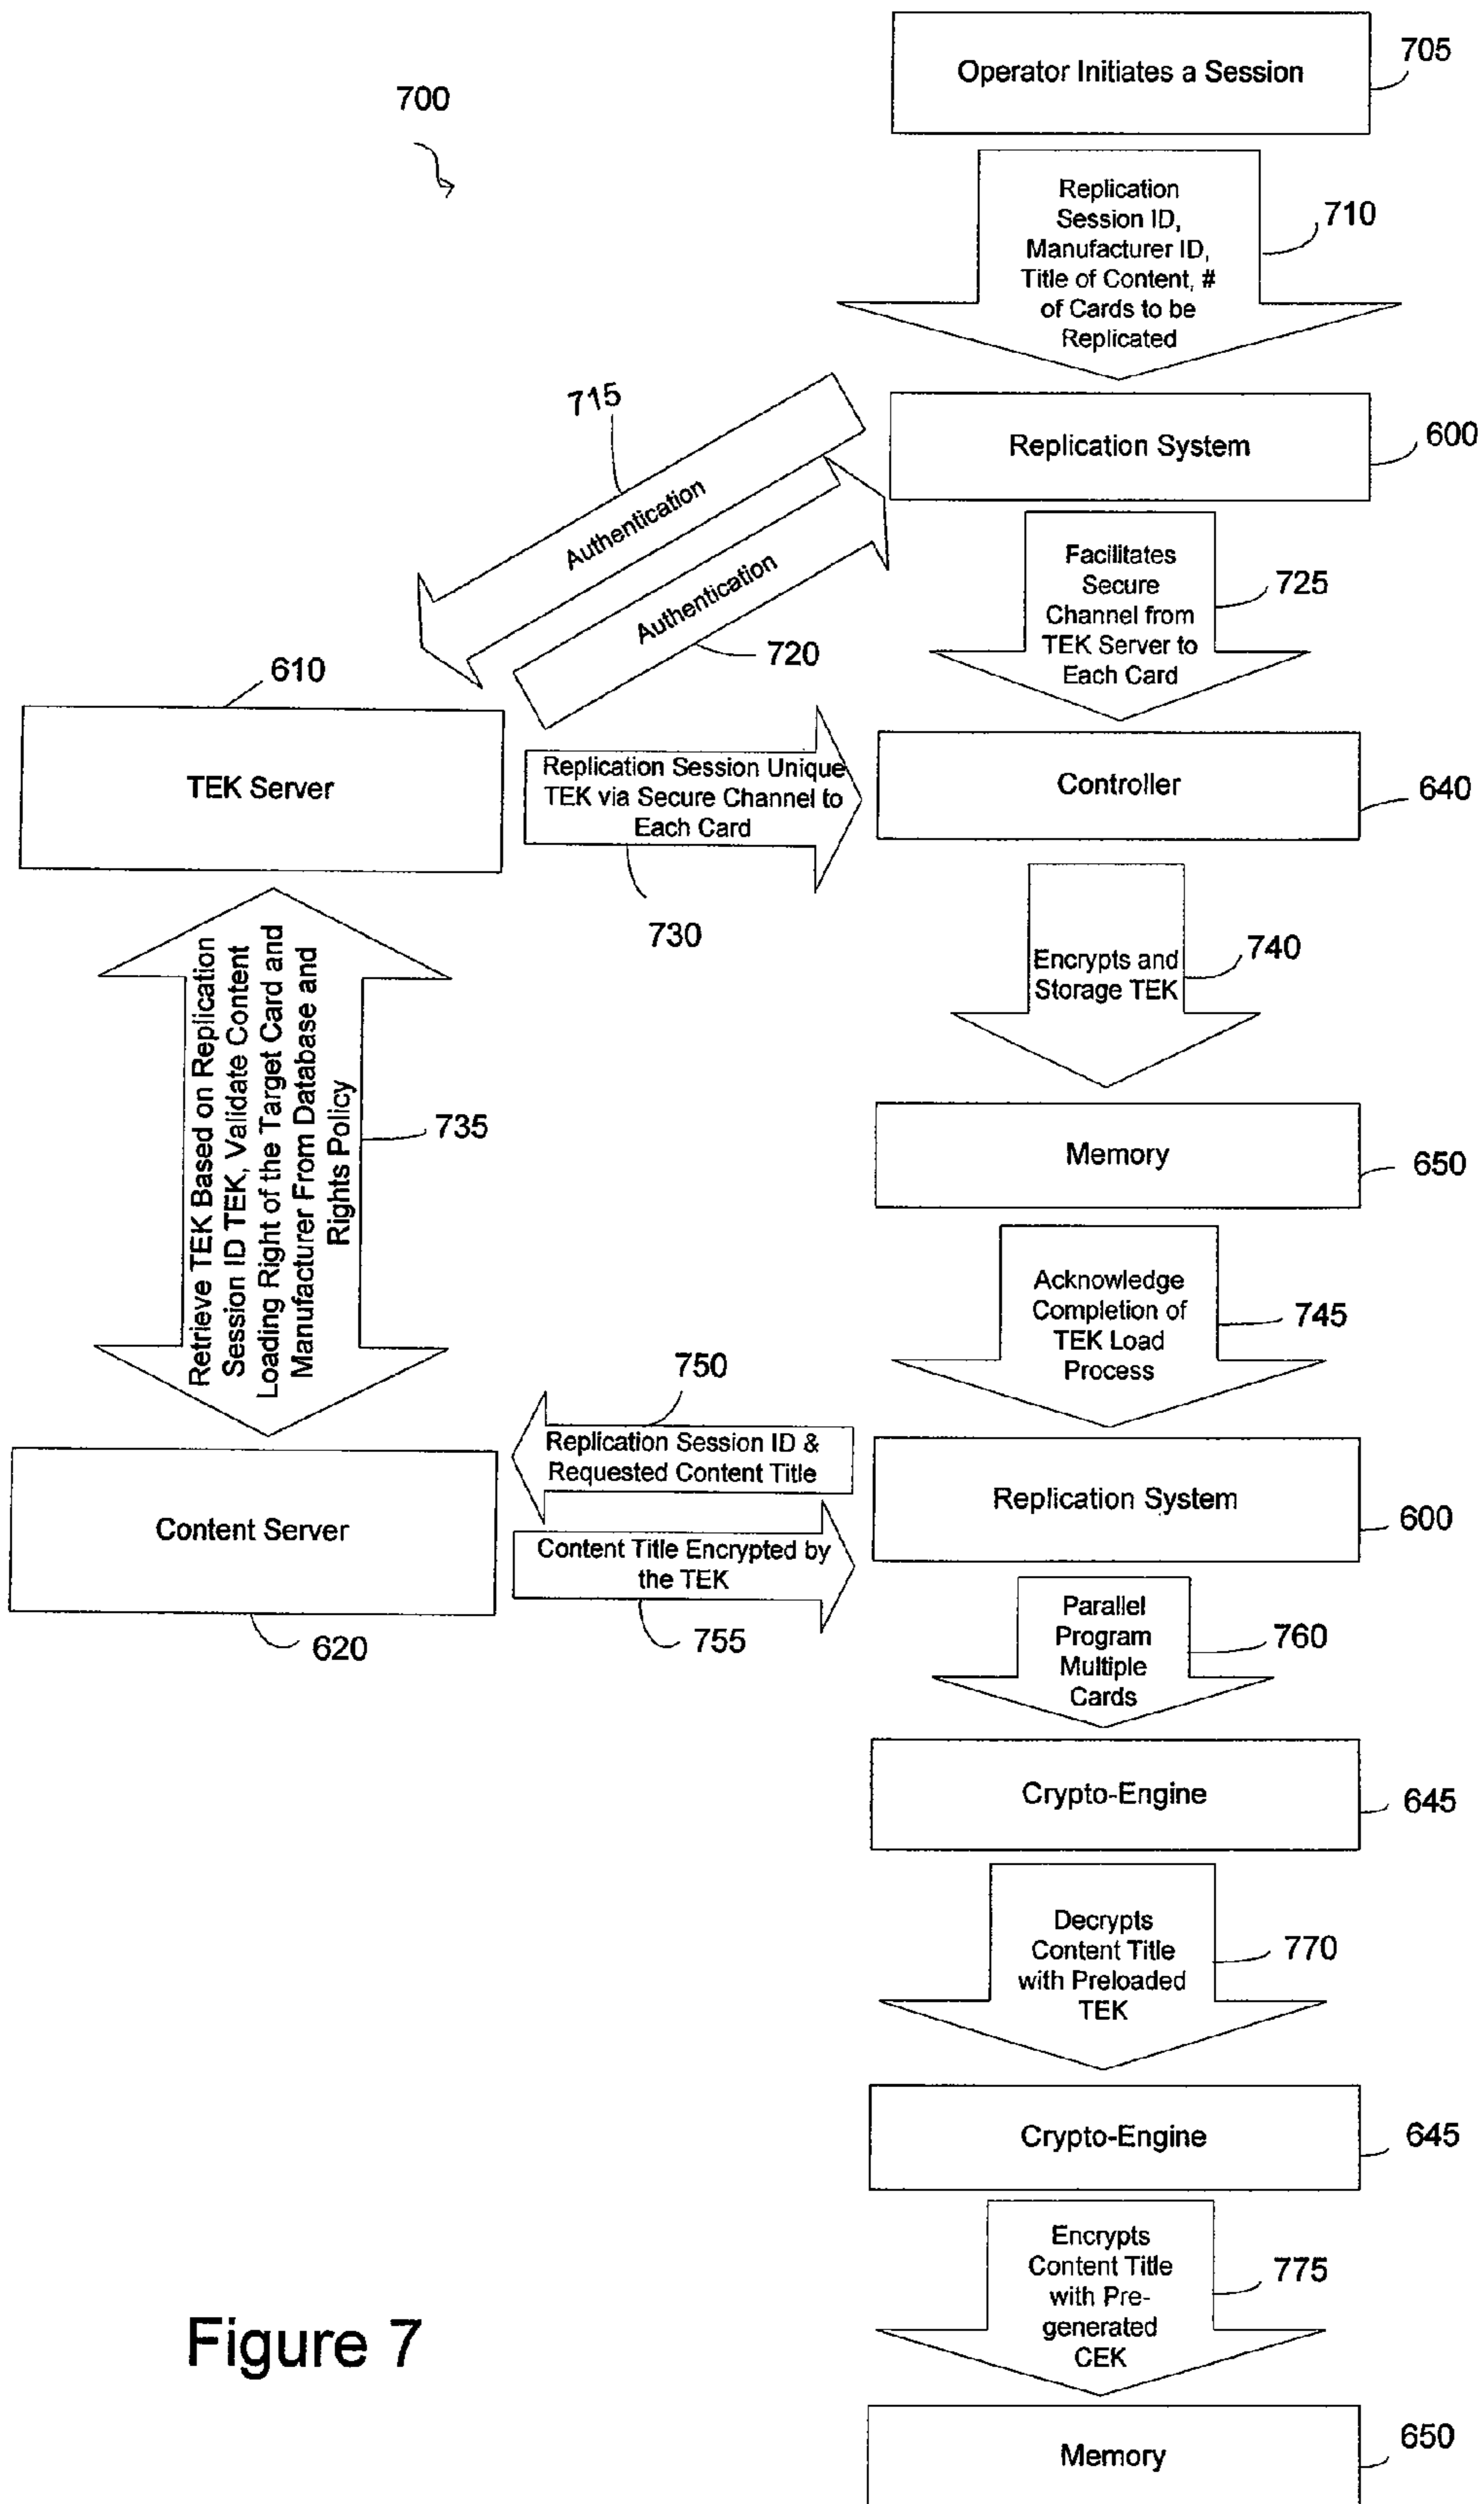 Operator Initiates a Session
705
700
Replication
Session ID,
Manufacturer ID,
Title of Content, #
of Cards to be
Replicated
710
715
Replication System
600
Authentication
Authentication
720
Facilitates
Secure
Channel from
TEK Server to
Each Card
725
610
TEK Server
Replication Session Unique
TEK via Secure Channel to
Each Card
730
Controller
640
Encrypts and
Storage TEK
740
Retrieve TEK Based on Replication
Session ID TEK, Validate Content
Loading Right of the Target Card and
Manufacturer From Database and
Rights Policy
735
Memory
650
Acknowledge
Completion of
TEK Load
Process
745
750
Replication Session ID &
Requested Content Title
Replication System
600
Content Server
620
Content Title Encrypted by
the TEK
755
Parallel
Program
Multiple
Cards
760
Crypto-Engine
645
Decrypts
Content Title
with Preloaded
TEK
770
Crypto-Engine
645
Encrypts
Content Title
with Pre-
generated
CEK
775
Figure 7
Memory
650